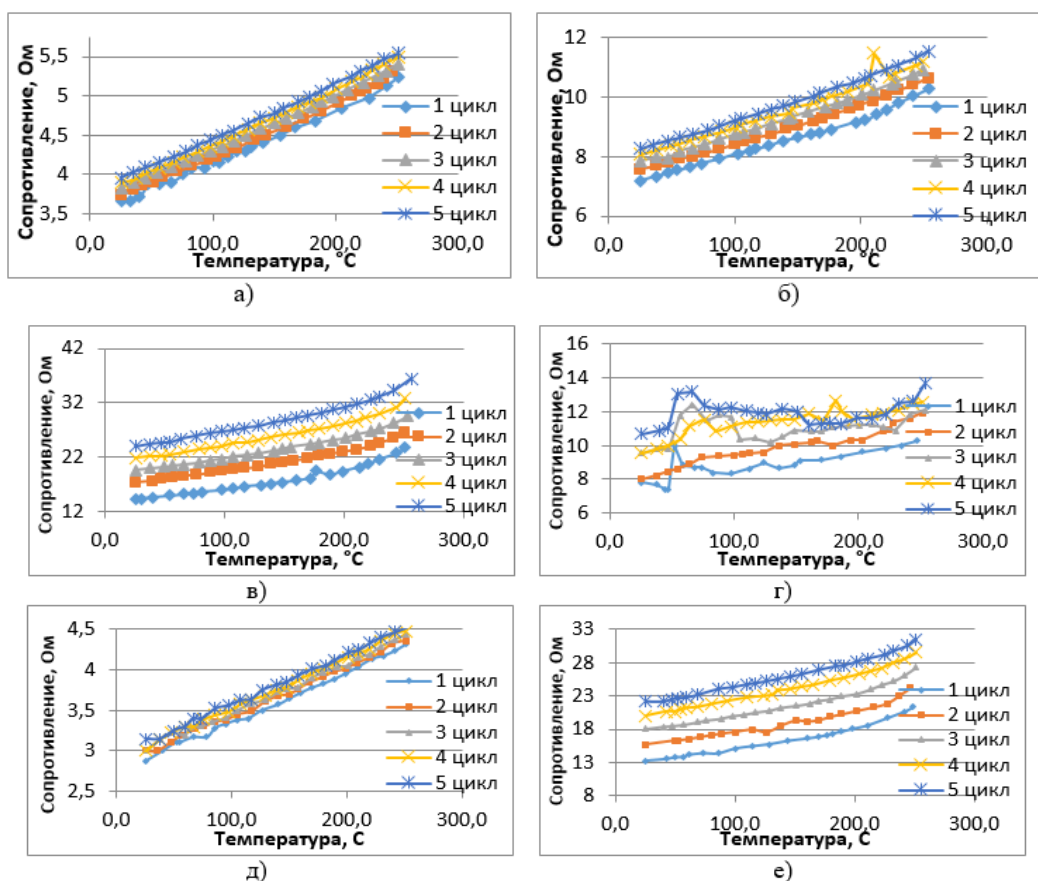 Сопротивление, Ом
5,5
5
4,5
4
3,5
0,0 100,0 200,0 300,0
Температура, °С
1 цикл
2 цикл
3 цикл
4 цикл
5 цикл
а)
Сопротивление, Ом
12
10
8
6
0,0 100,0 200,0 300,0
Температура, °С
1 цикл
2 цикл
3 цикл
4 цикл
5 цикл
б)
Сопротивление, Ом
42
32
22
12
0,0 100,0 200,0 300,0
Температура, °С
1 цикл
2 цикл
3 цикл
4 цикл
5 цикл
в)
Сопротивление, Ом
16
14
12
10
8
6
0,0 100,0 200,0 300,0
Температура, °С
1 цикл
2 цикл
3 цикл
4 цикл
5 цикл
г)
Сопротивление, Ом
4,5
4
3,5
3
2,5
0,0 100,0 200,0 300,0
Температура, С
1 цикл
2 цикл
3 цикл
4 цикл
5 цикл
д)
Сопротивление, Ом
33
28
23
18
13
8
0,0 100,0 200,0 300,0
Температура, °С
1 цикл
2 цикл
3 цикл
4 цикл
5 цикл
е)